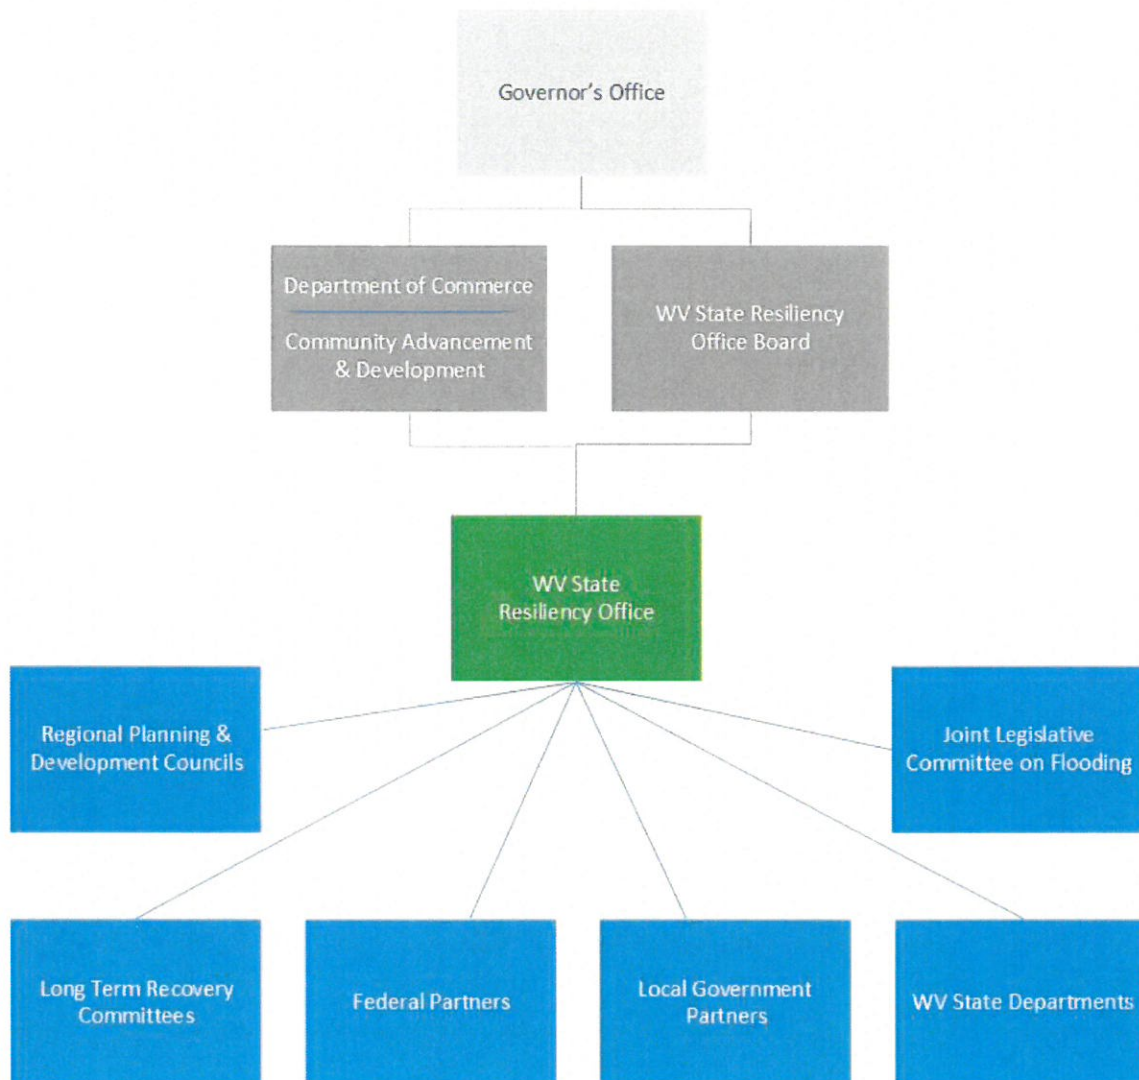 Governor's Office
Department of Commerce
Community Advancement
& Development
WV State Resiliency
Office Board
WV State
Resiliency Office
Regional Planning &
Development Councils
Joint Legislative
Committee on Flooding
Long Term Recovery
Committees
Federal Partners
Local Government
Partners
WV State Departments